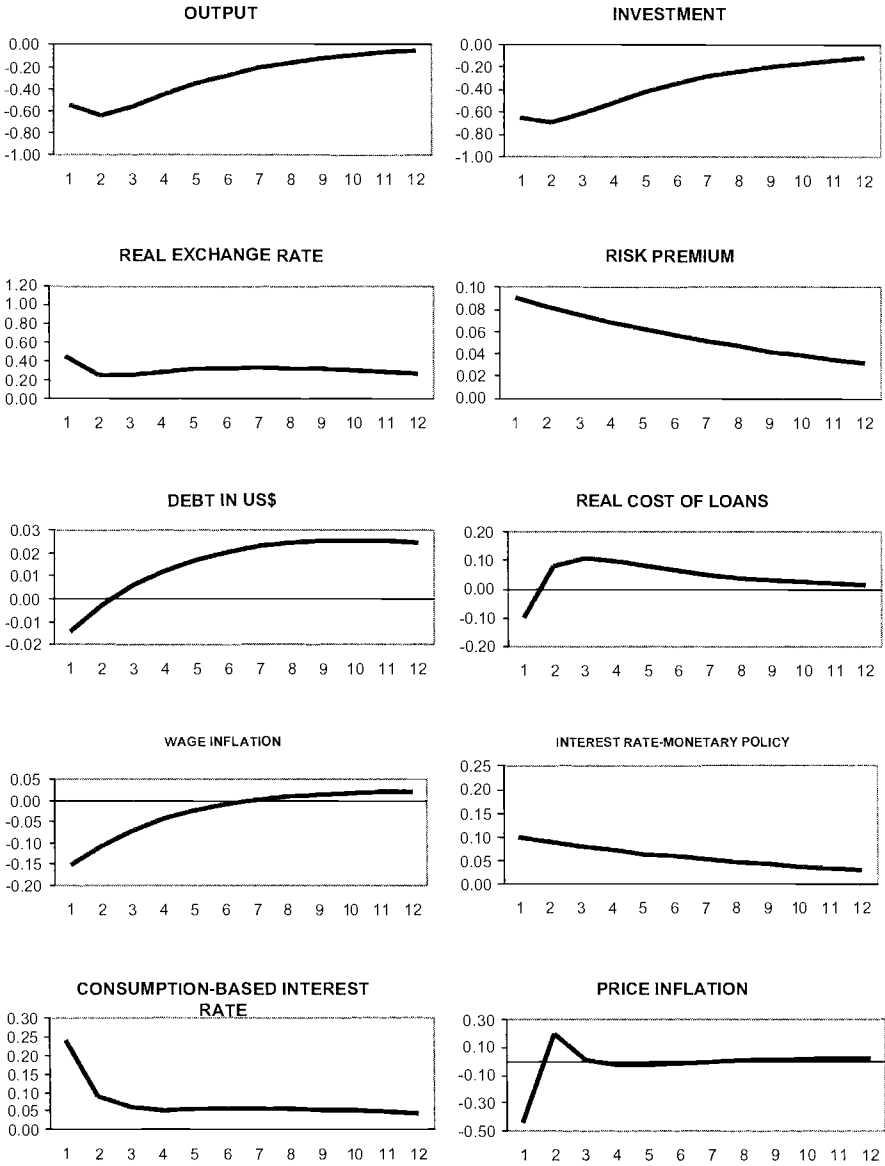 OUTPUT
0.00
-0.20
-0.40
-0.60
-0.80
-1.00
1 2 3 4 5 6 7 8 9 10 11 12
INVESTMENT
0.00
-0.20
-0.40
-0.60
-0.80
-1.00
1 2 3 4 5 6 7 8 9 10 11 12
REAL EXCHANGE RATE
1.20
1.00
0.80
0.60
0.40
0.20
0.00
1 2 3 4 5 6 7 8 9 10 11 12
RISK PREMIUM
0.10
0.08
0.06
0.04
0.02
0.00
1 2 3 4 5 6 7 8 9 10 11 12
DEBT IN US$
0.03
0.02
0.01
0.00
-0.01
-0.02
1 2 3 4 5 6 7 8 9 10 11 12
REAL COST OF LOANS
0.20
0.10
0.00
-0.10
-0.20
1 2 3 4 5 6 7 8 9 10 11 12
WAGE INFLATION
0.05
0.00
-0.05
-0.10
-0.15
-0.20
1 2 3 4 5 6 7 8 9 10 11 12
INTEREST RATE-MONETARY POLICY
0.25
0.20
0.15
0.10
0.05
0.00
1 2 3 4 5 6 7 8 9 10 11 12
CONSUMPTION-BASED INTEREST
RATE
0.30
0.25
0.20
0.15
0.10
0.05
0.00
1 2 3 4 5 6 7 8 9 10 11 12
PRICE INFLATION
0.30
0.10
-0.10
-0.30
-0.50
1 2 3 4 5 6 7 8 9 10 11 12